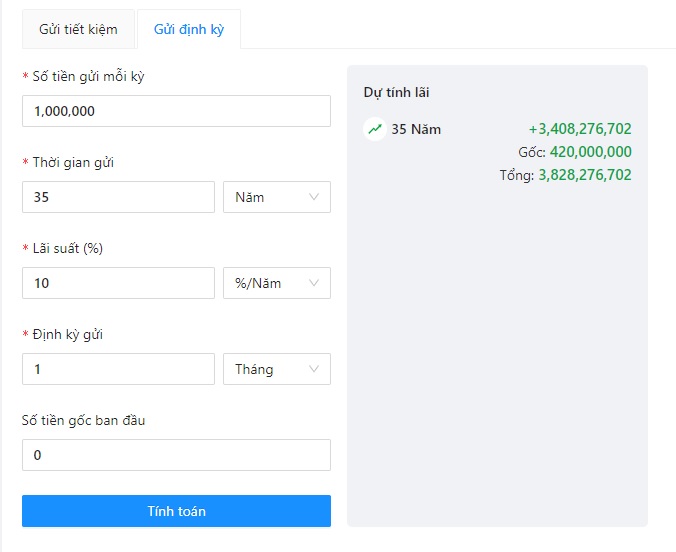 Gửi tiết kiệm
Gửi định kỳ
* Số tiền gửi mỗi kỳ
1,000,000
* Thời gian gửi
35
Năm
* Lãi suất (%)
10
%/Năm
* Định kỳ gửi
1
Tháng
Số tiền gốc ban đầu
0
Tính toán
Dự tính lãi
35 Năm +3,408,276,702
Gốc: 420,000,000
Tổng: 3,828,276,702